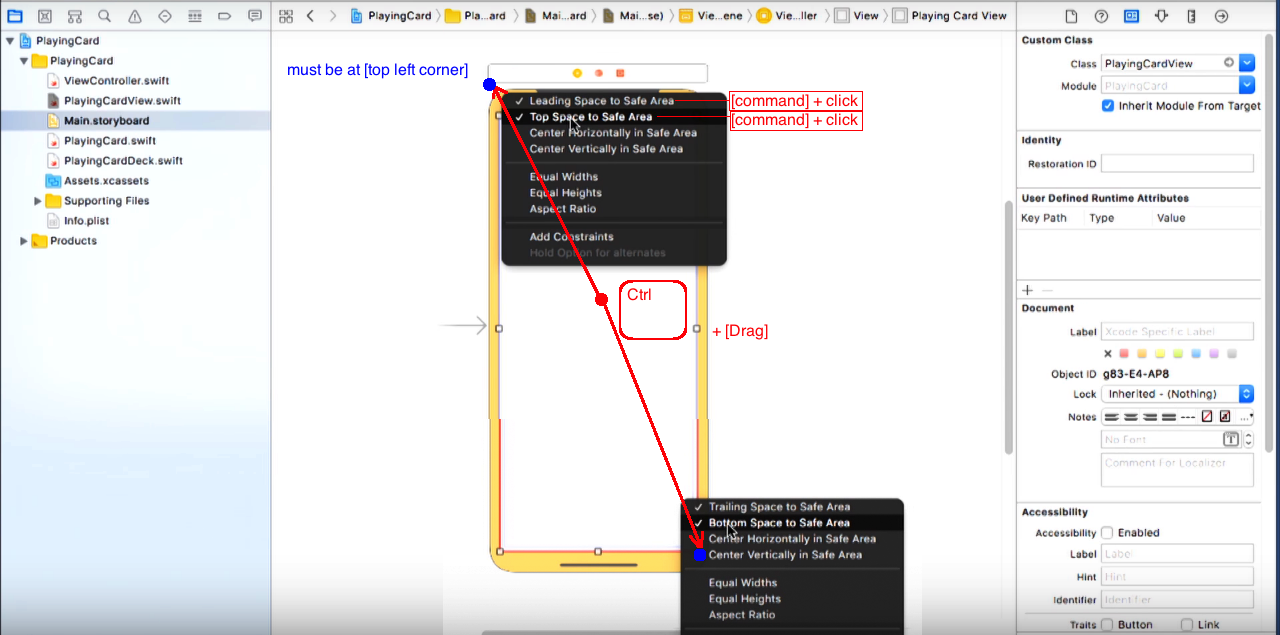 PlayingCard
Pla...ard
Mai...ard
Mai...se)
Vie...ene
Vie...ller
View
Playing Card View
PlayingCard
PlayingCard
ViewController.swift
PlayingCardView.swift
Main.storyboard
PlayingCard.swift
PlayingCardDeck.swift
Assets.xcassets
Supporting Files
Info.plist
Products
must be at [top left corner]
✓ Leading Space to Safe Area
✓ Top Space to Safe Area
Center Horizontally in Safe Area
Center Vertically in Safe Area
Equal Widths
Equal Heights
Aspect Ratio
Add Constraints
Hold Option for alternates
[command] + click
[command] + click
Ctrl
+ [Drag]
✓ Trailing Space to Safe Area
✓ Bottom Space to Safe Area
Center Horizontally in Safe Area
Center Vertically in Safe Area
Equal Widths
Equal Heights
Aspect Ratio
Custom Class
Class PlayingCardView
Module PlayingCard
Inherit Module From Target
Identity
Restoration ID
User Defined Runtime Attributes
Key Path Type Value
+ −
Document
Label Xcode Specific Label
Object ID g83-E4-AP8
Lock Inherited - (Nothing)
Notes
No Font
Comment For Localizer
Accessibility
Accessibility Enabled
Label Label
Hint Hint
Identifier Identifier
Traits Button Link